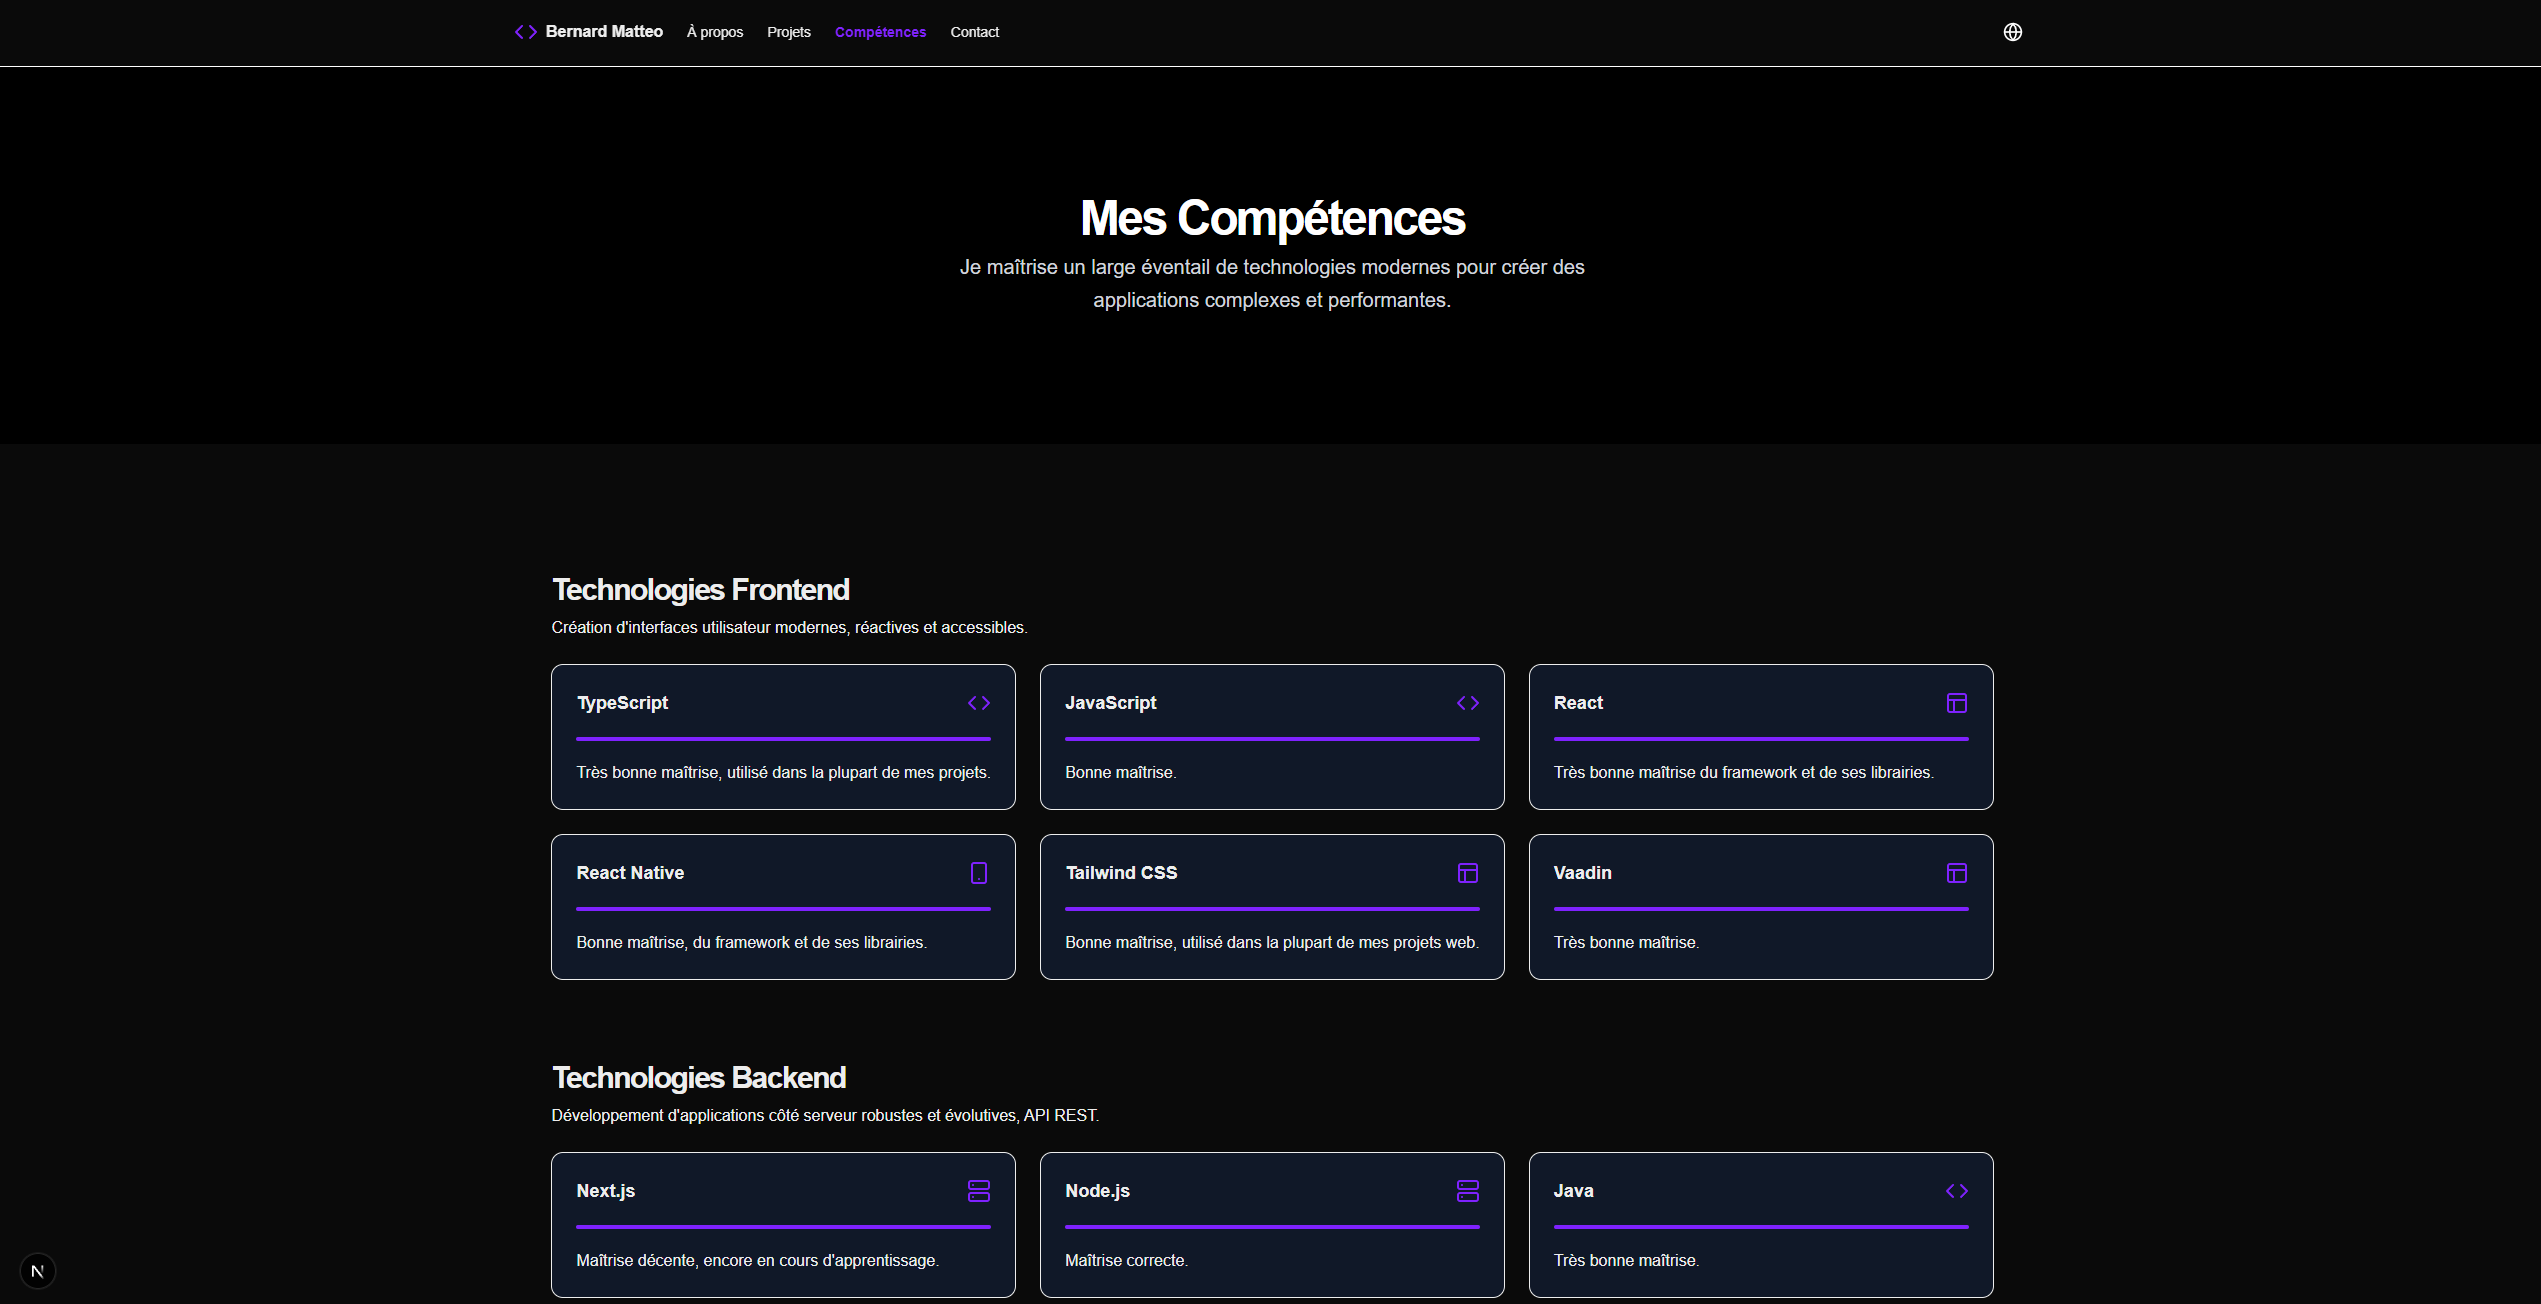 Bernard Matteo À propos Projets Compétences Contact
Mes Compétences
Je maîtrise un large éventail de technologies modernes pour créer des
applications complexes et performantes.
Technologies Frontend
Création d'interfaces utilisateur modernes, réactives et accessibles.
TypeScript
Très bonne maîtrise, utilisé dans la plupart de mes projets.
JavaScript
Bonne maîtrise.
React
Très bonne maîtrise du framework et de ses librairies.
React Native
Bonne maîtrise, du framework et de ses librairies.
Tailwind CSS
Bonne maîtrise, utilisé dans la plupart de mes projets web.
Vaadin
Très bonne maîtrise.
Technologies Backend
Développement d'applications côté serveur robustes et évolutives, API REST.
Next.js
Maîtrise décente, encore en cours d'apprentissage.
Node.js
Maîtrise correcte.
Java
Très bonne maîtrise.
N